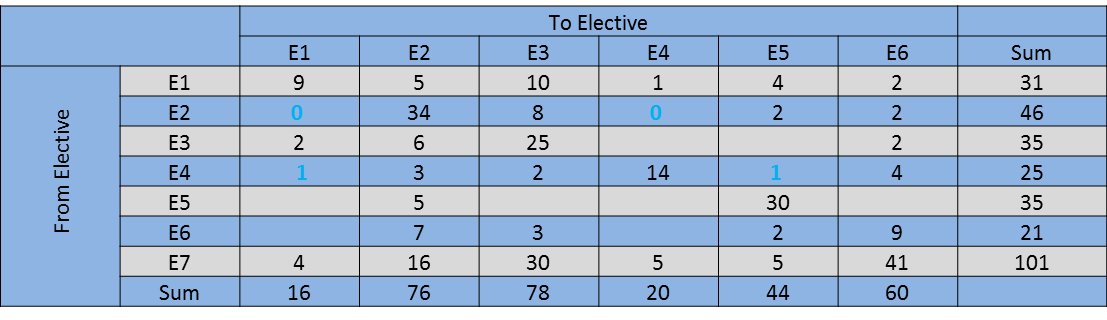 To Elective
E1 E2 E3 E4 E5 E6 Sum
From Elective
E1 9 5 10 1 4 2 31
E2 0 34 8 0 2 2 46
E3 2 6 25 2 35
E4 1 3 2 14 1 4 25
E5 5 30 35
E6 7 3 2 9 21
E7 4 16 30 5 5 41 101
Sum 16 76 78 20 44 60